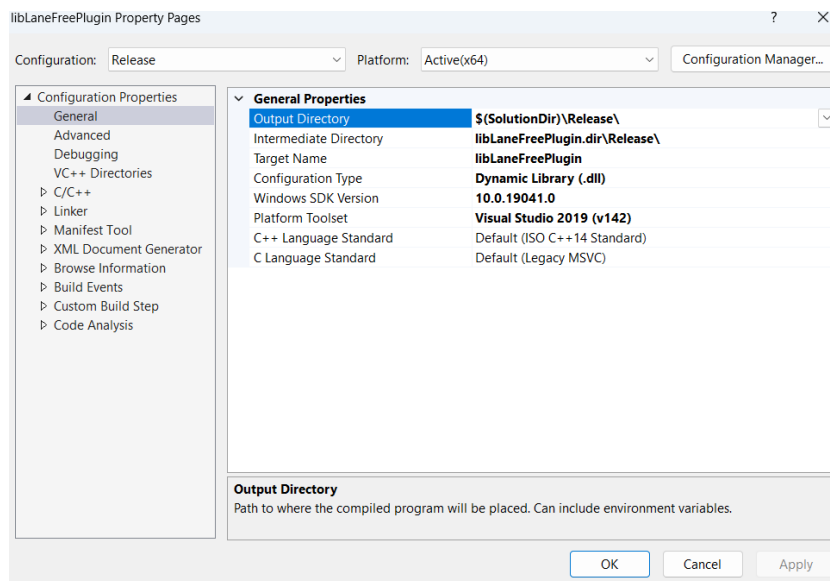 libLaneFreePlugin Property Pages ?
Configuration: Release Platform: Active(x64) Configuration Manager...
Configuration Properties
General
Advanced
Debugging
VC++ Directories
C/C++
Linker
Manifest Tool
XML Document Generator
Browse Information
Build Events
Custom Build Step
Code Analysis
General Properties
Output Directory $(SolutionDir)\Release\
Intermediate Directory libLaneFreePlugin.dir\Release\
Target Name libLaneFreePlugin
Configuration Type Dynamic Library (.dll)
Windows SDK Version 10.0.19041.0
Platform Toolset Visual Studio 2019 (v142)
C++ Language Standard Default (ISO C++14 Standard)
C Language Standard Default (Legacy MSVC)
Output Directory
Path to where the compiled program will be placed. Can include environment variables.
OK Cancel Apply